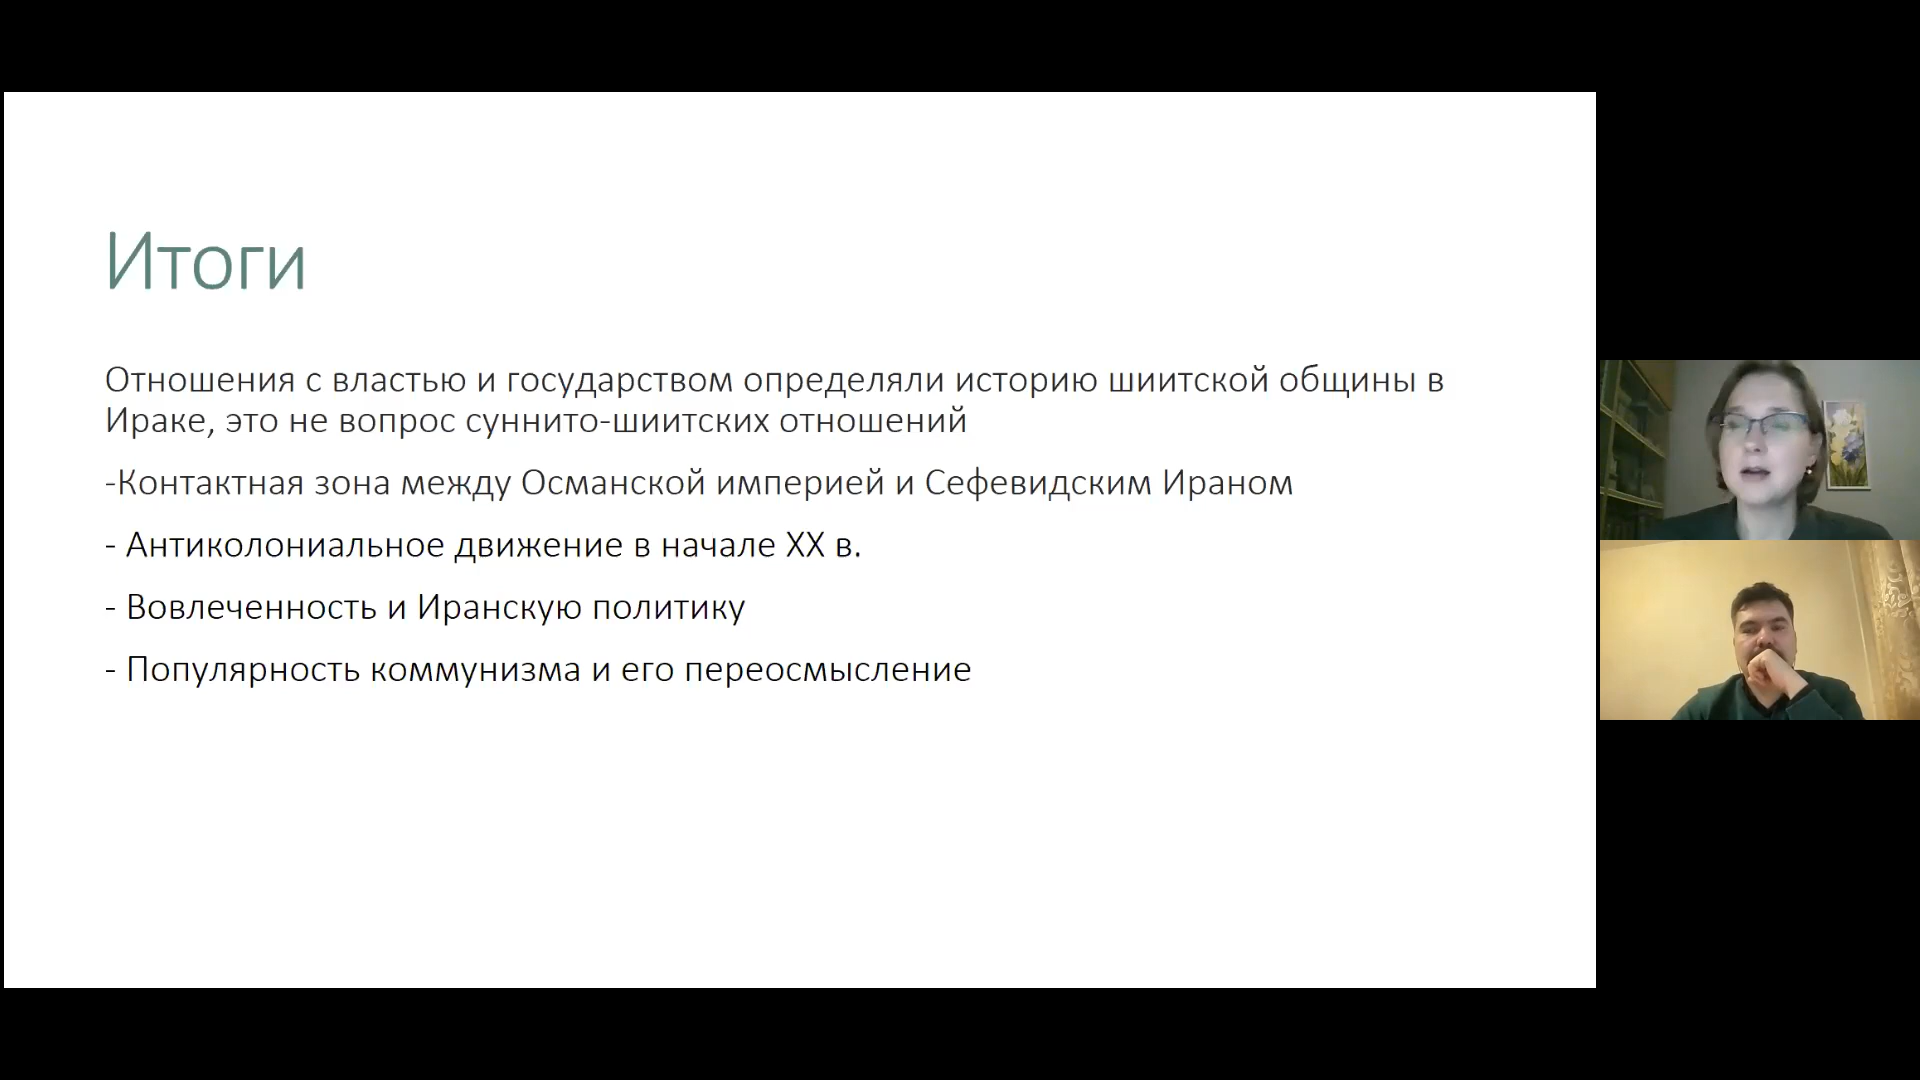 Итоги
Отношения с властью и государством определяли историю шиитской общины в
Ираке, это не вопрос суннито-шиитских отношений
-Контактная зона между Османской империей и Сефевидским Ираном
- Антиколониальное движение в начале XX в.
- Вовлеченность и Иранскую политику
- Популярность коммунизма и его переосмысление